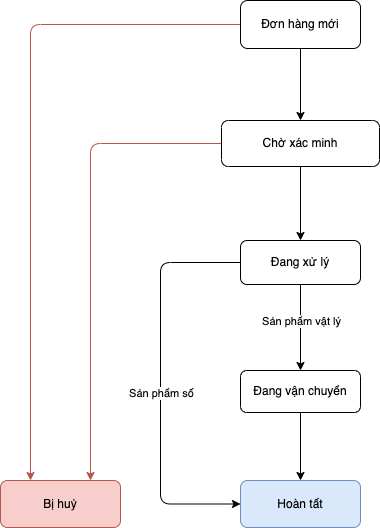 Đơn hàng mới
Chờ xác minh
Đang xử lý
Sản phẩm vật lý
Sản phẩm số
Đang vận chuyển
Bị huỷ
Hoàn tất